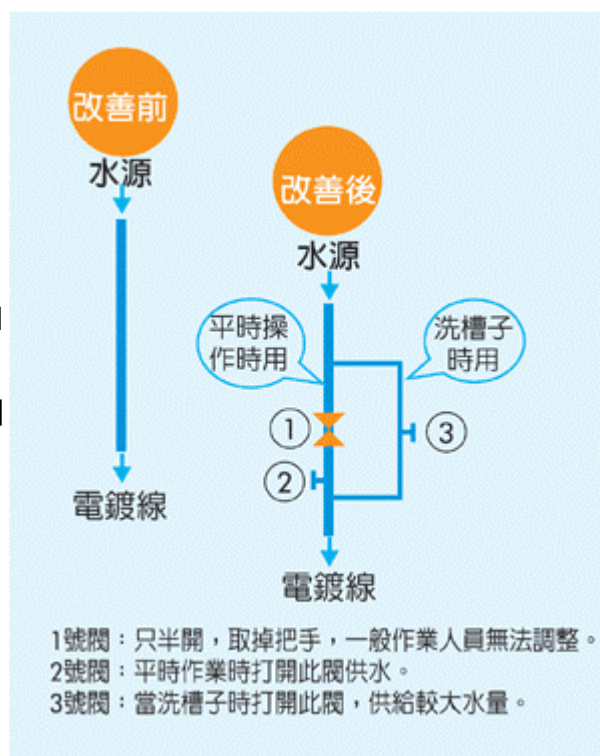 改善前
水源
電鍍線
改善後
水源
平時操
作時用
洗槽子
時用
①
②
③
電鍍線
1號閥：只半開，取掉把手，一般作業人員無法調整。
2號閥：平時作業時打開此閥供水。
3號閥：當洗槽子時打開此閥，供給較大水量。